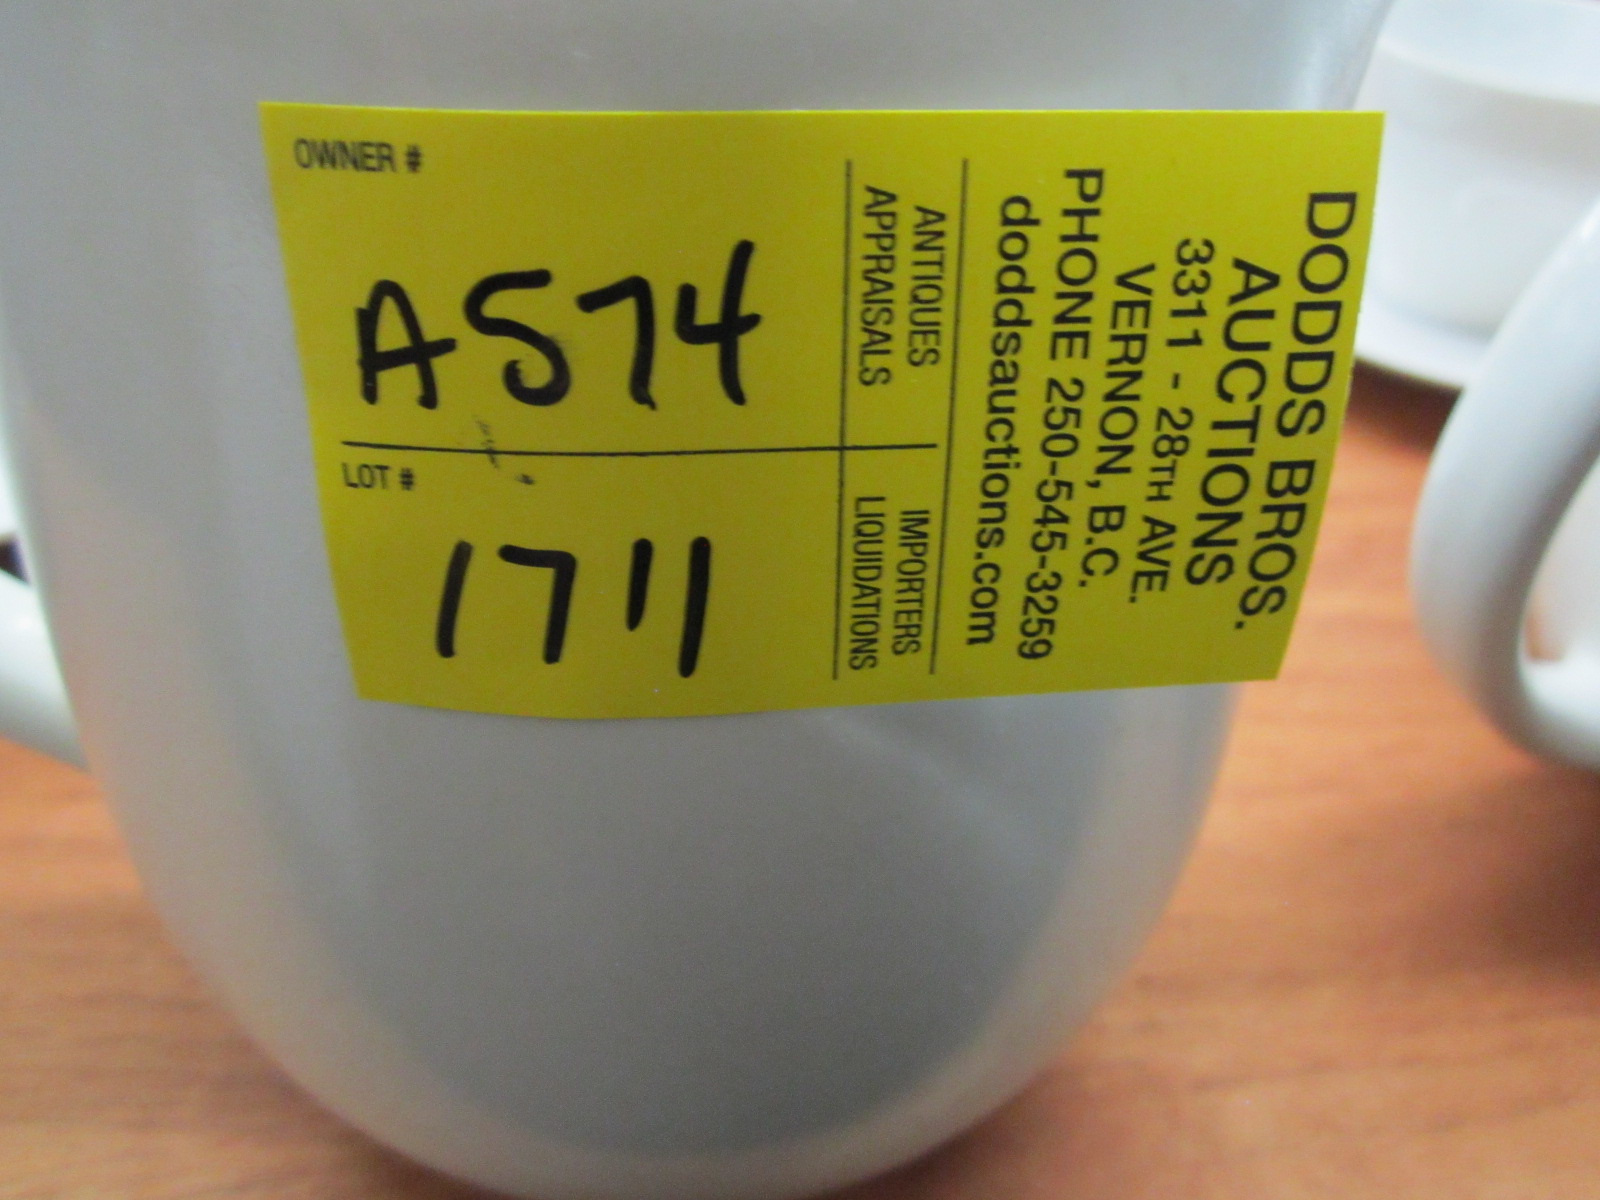 OWNER #
A574
LOT #
1711
DODDS BROS.
AUCTIONS
3311 - 28TH AVE.
VERNON, B.C.
PHONE 250-545-3259
doddsauctions.com
ANTIQUES
APPRAISALS
IMPORTERS
LIQUIDATIONS